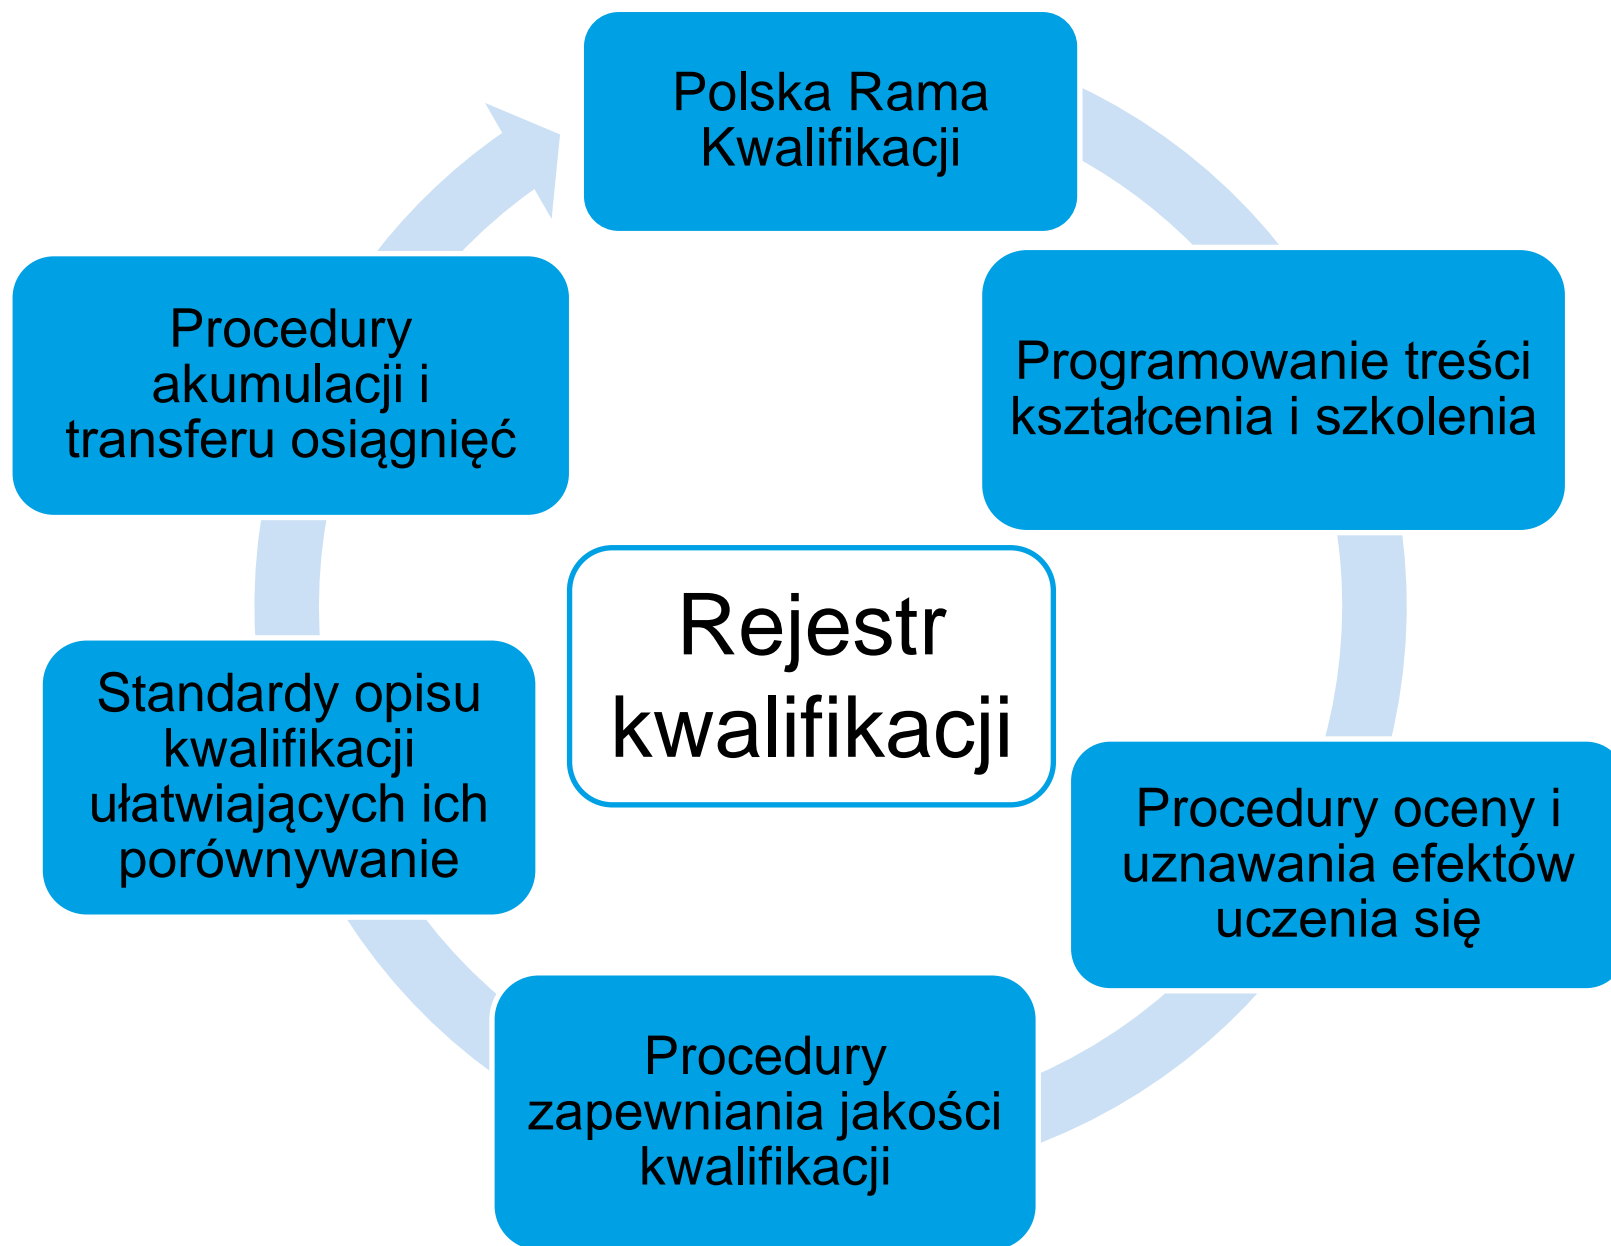 Polska Rama
Kwalifikacji
Programowanie treści
kształcenia i szkolenia
Procedury oceny i
uznawania efektów
uczenia się
Procedury
zapewniania jakości
kwalifikacji
Standardy opisu
kwalifikacji
ułatwiających ich
porównywanie
Procedury
akumulacji i
transferu osiągnięć
Rejestr
kwalifikacji